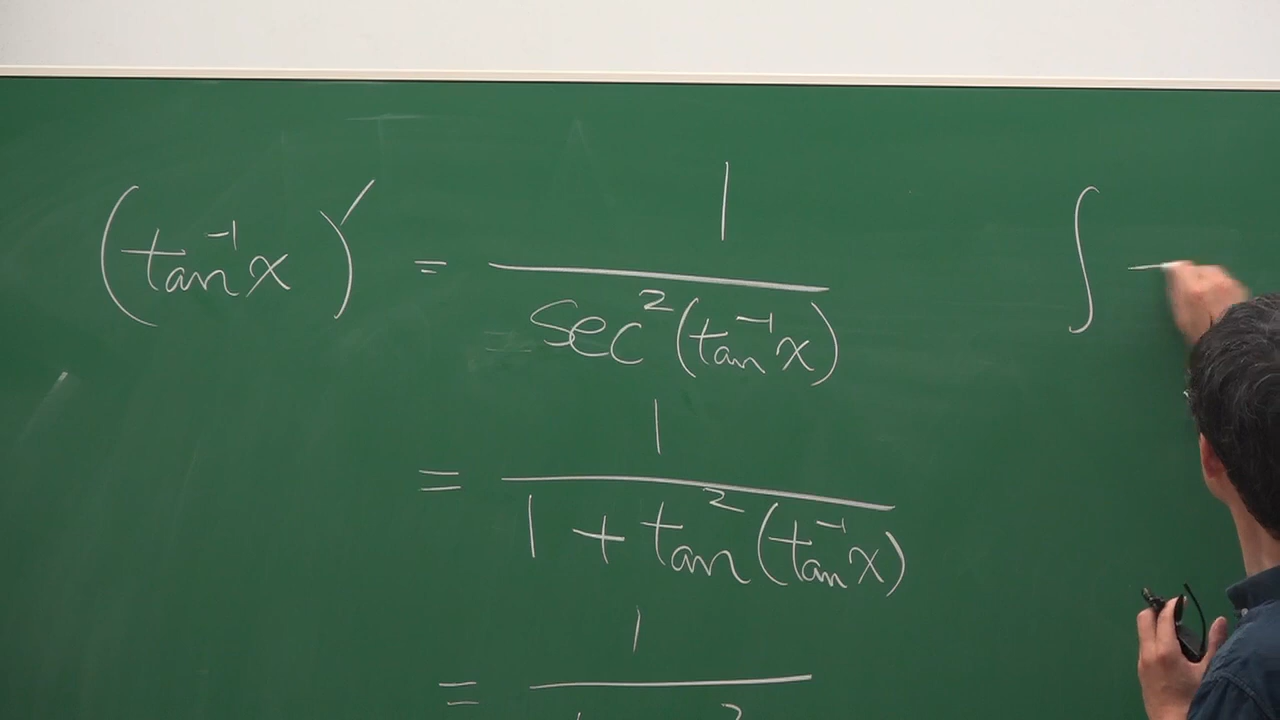 (tan⁻¹x)′ = 1 / sec²(tan⁻¹x)
= 1 / 1 + tan²(tan⁻¹x)
= 1 /
∫